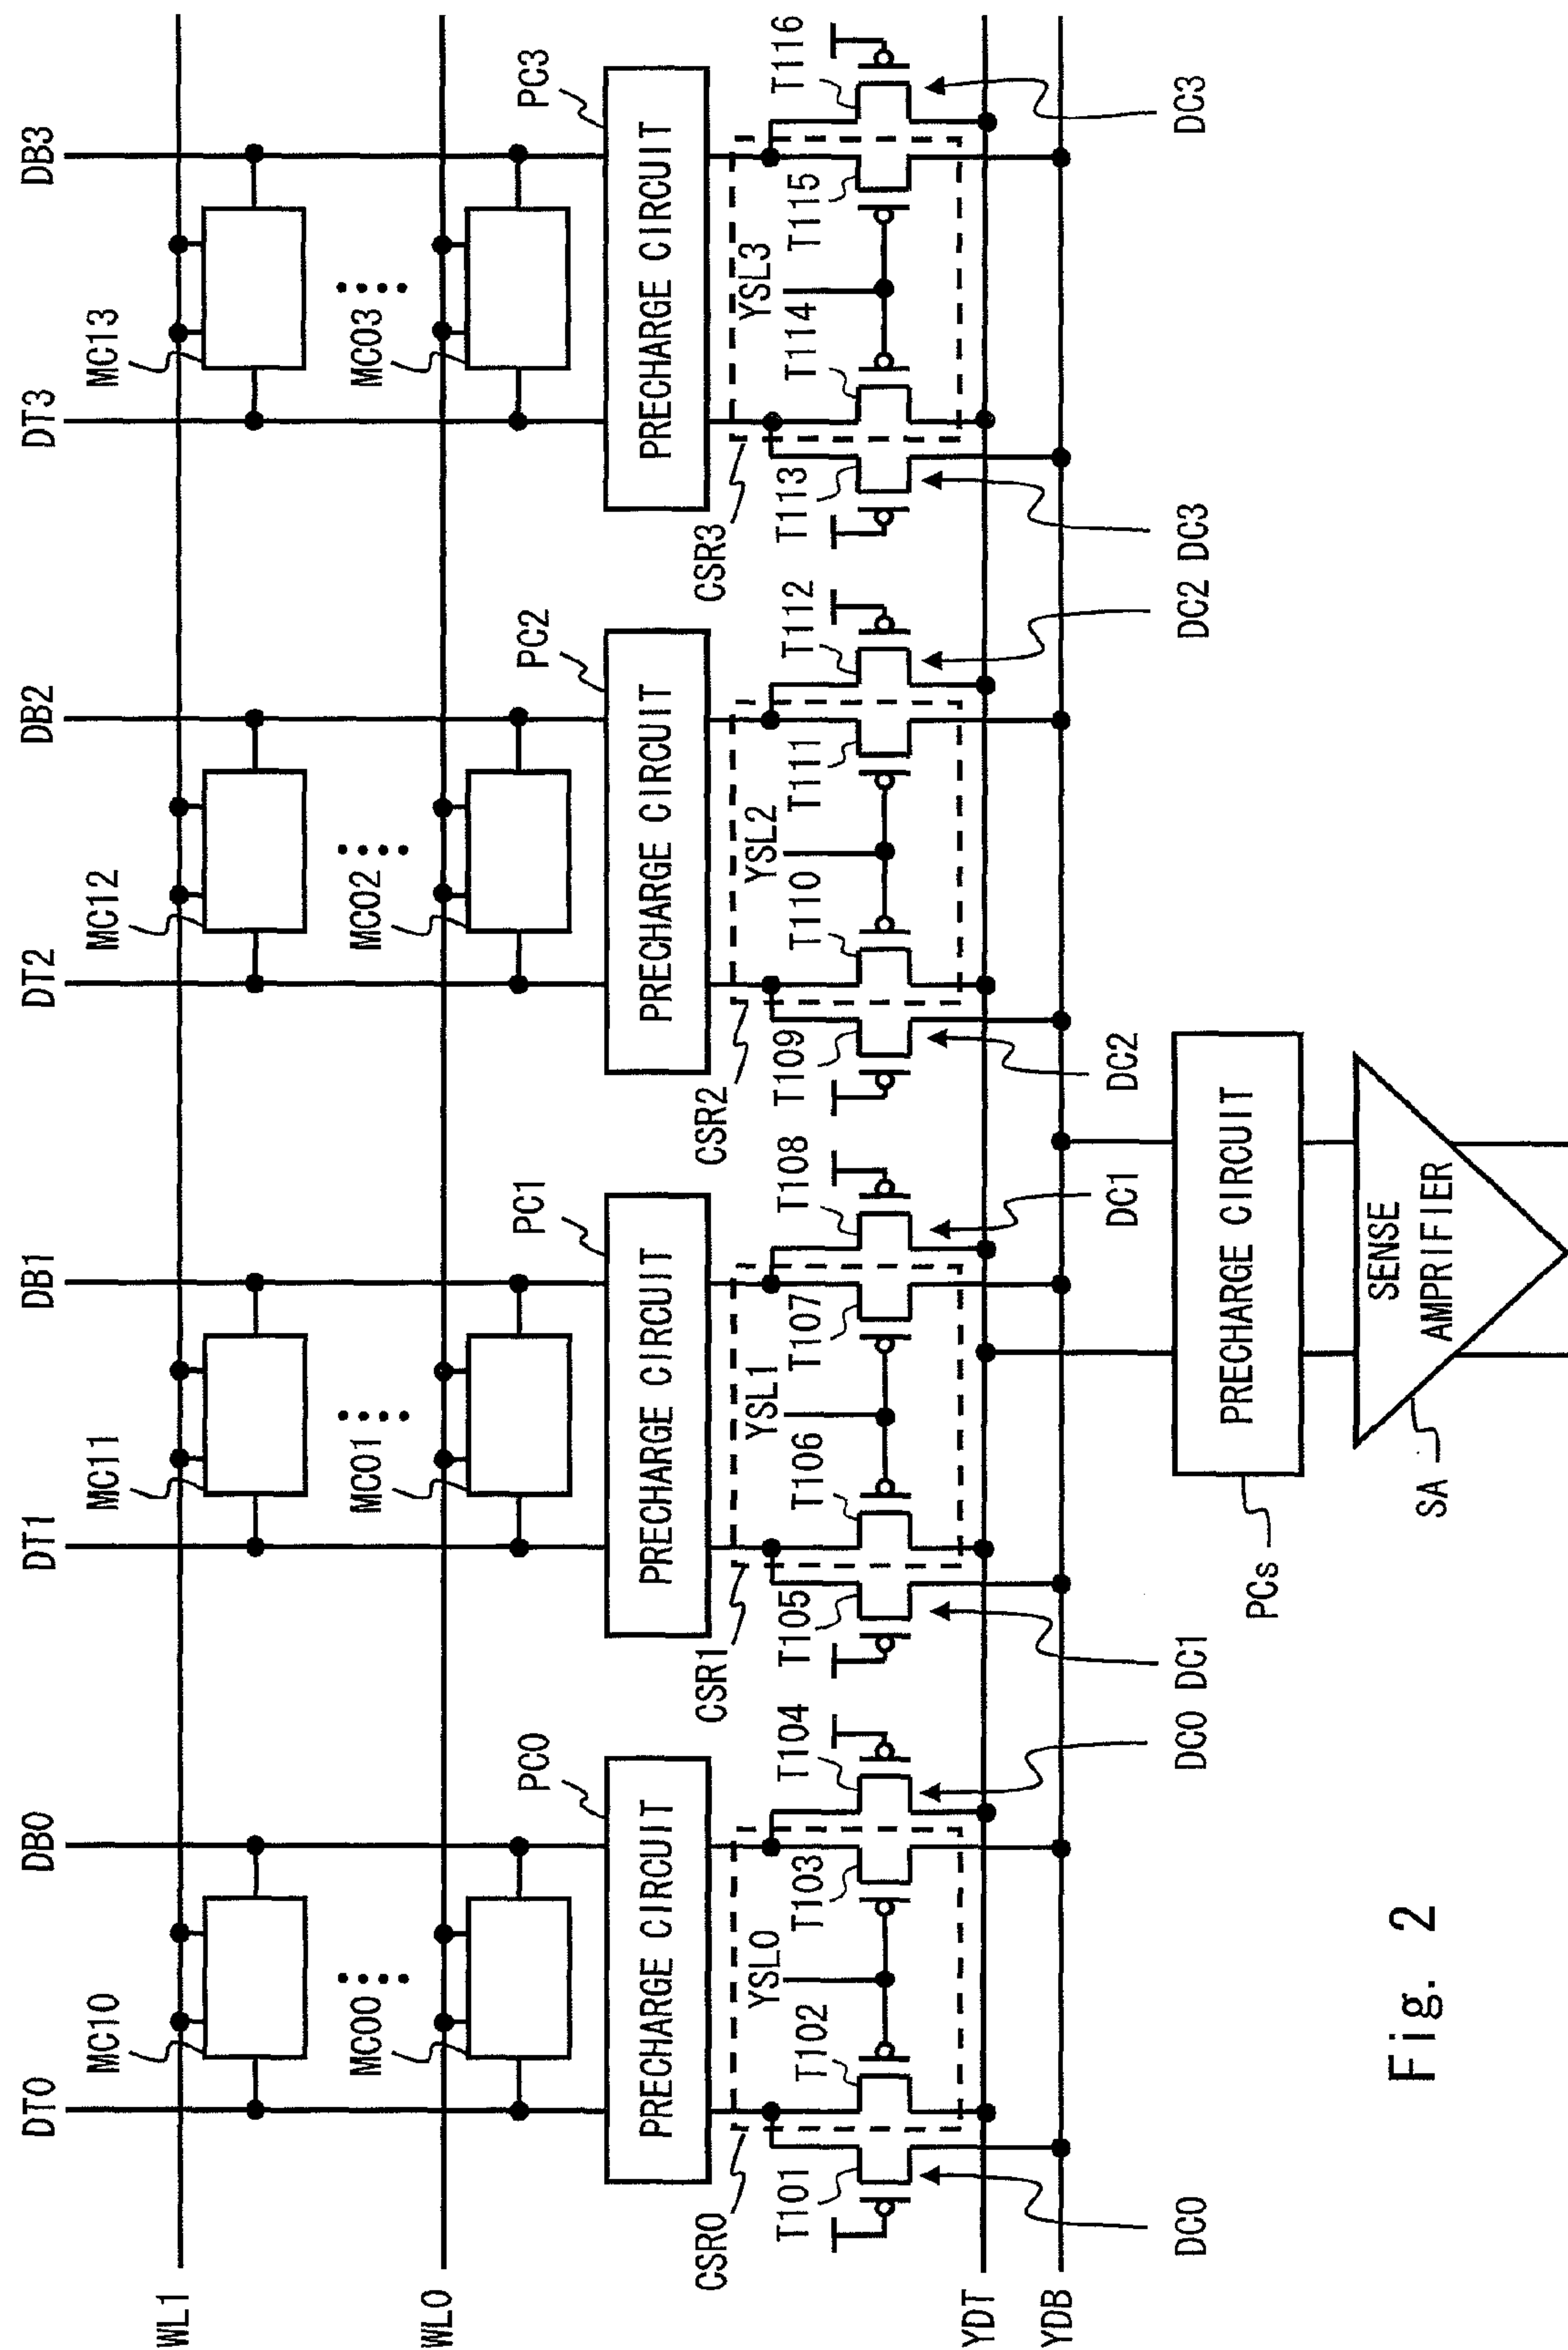 DT0 DB0 DT1 DB1 DT2 DB2 DT3 DB3
WL1
MC10 MC11 MC12 MC13
WL0
MC00 MC01 MC02 MC03
PC0 PC1 PC2 PC3
PRECHARGE CIRCUIT PRECHARGE CIRCUIT PRECHARGE CIRCUIT PRECHARGE CIRCUIT
CSR0 CSR1 CSR2 CSR3
YSL0 YSL1 YSL2 YSL3
T101 T102 T103 T104 T105 T106 T107 T108 T109 T110 T111 T112 T113 T114 T115 T116
YDT
YDB
DC0 DC0 DC1 DC1 DC2 DC2 DC3 DC3
PRECHARGE CIRCUIT
PCs
SENSE
AMPRIFIER
SA
Fig. 2